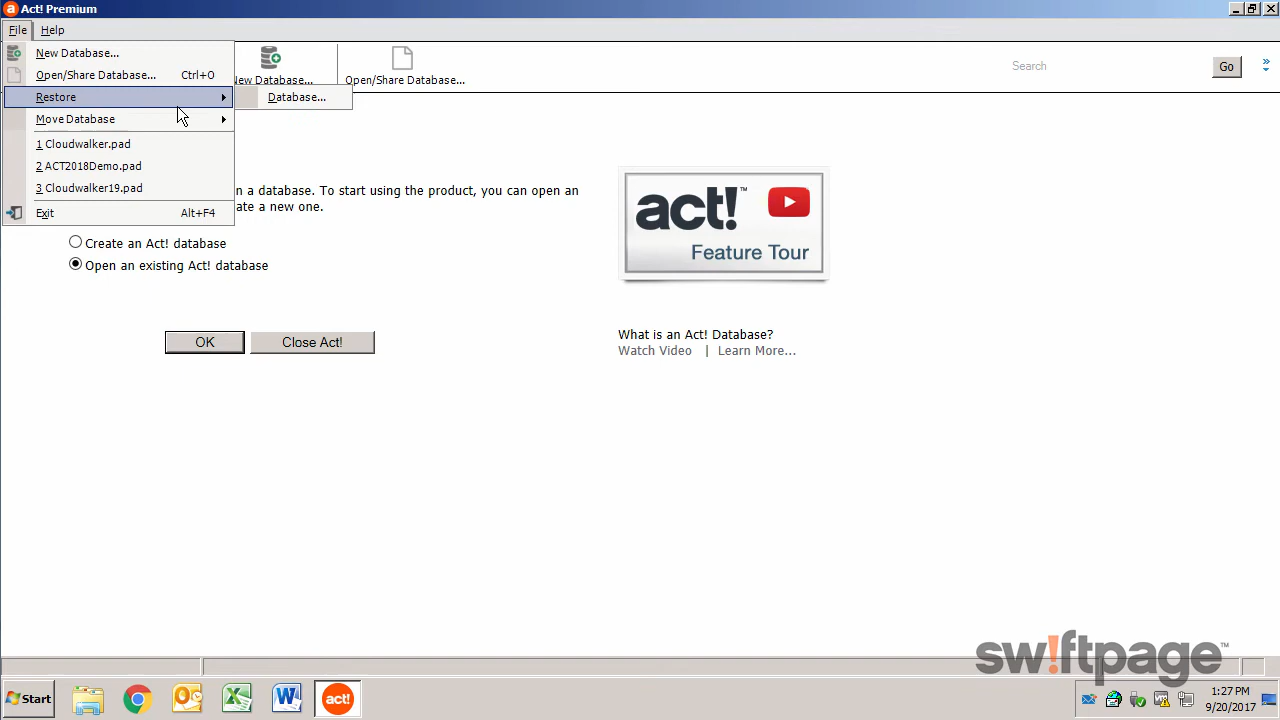 Act! Premium
File Help
New Database...
Open/Share Database... Ctrl+O
Restore
Move Database
1 Cloudwalker.pad
2 ACT2018Demo.pad
3 Cloudwalker19.pad
Exit Alt+F4
Database...
New Database...
Open/Share Database...
Search
Go
n a database. To start using the product, you can open an
ate a new one.
Create an Act! database
Open an existing Act! database
OK
Close Act!
act!™
Feature Tour
What is an Act! Database?
Watch Video | Learn More...
sw!ftpage™
Start
act!
1:27 PM
9/20/2017